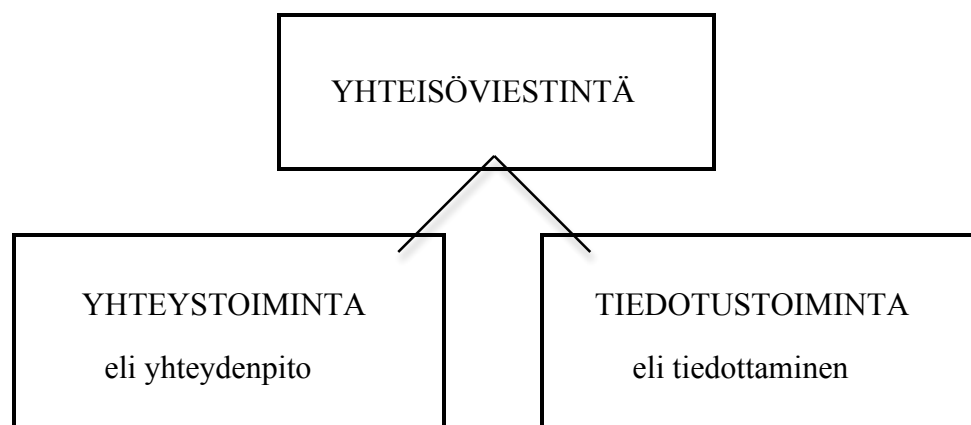 YHTEISÖVIESTINTÄ
YHTEYSTOIMINTA
eli yhteydenpito
TIEDOTUSTOIMINTA
eli tiedottaminen